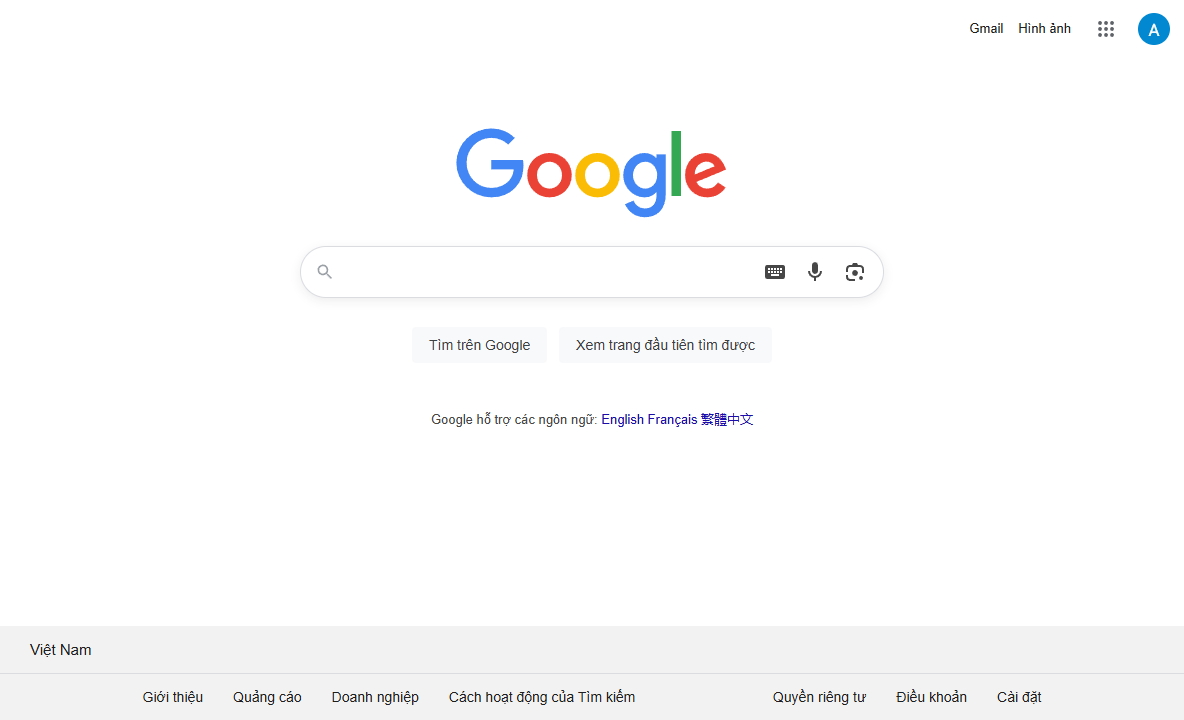 Gmail Hình ảnh
A
Google
Tìm trên Google Xem trang đầu tiên tìm được
Google hỗ trợ các ngôn ngữ: English Français 繁體中文
Việt Nam
Giới thiệu Quảng cáo Doanh nghiệp Cách hoạt động của Tìm kiếm Quyền riêng tư Điều khoản Cài đặt